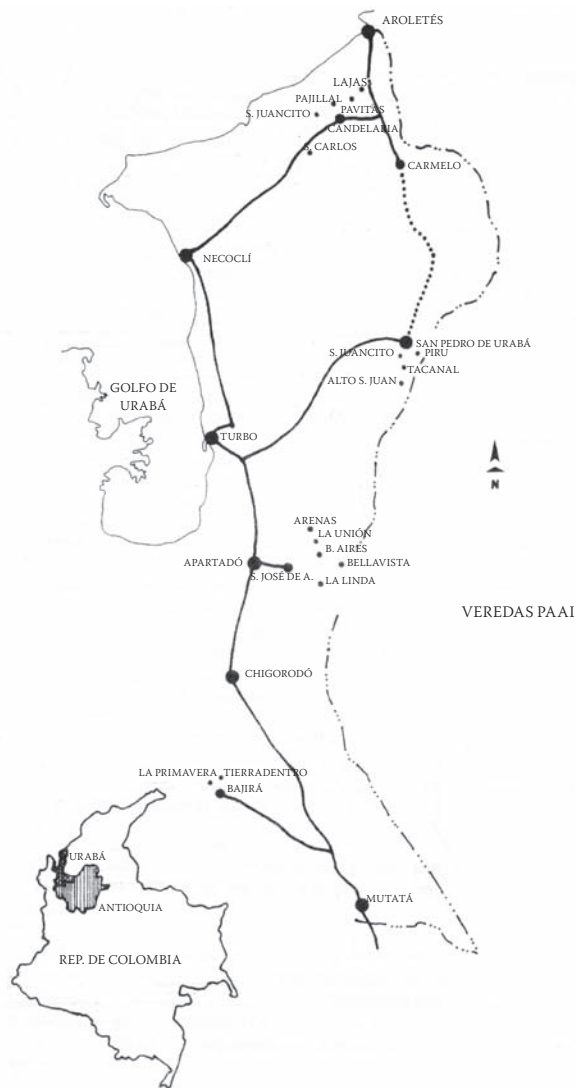 AROLETÉS
LAJAS
PAJILLAL
PAVITAS
S. JUANCITO
CANDELARIA
S. CARLOS
CARMELO
NECOCLÍ
SAN PEDRO DE URABÁ
S. JUANCITO
PIRU
TACANAL
ALTO S. JUAN
GOLFO DE
URABÁ
TURBO
N
ARENAS
LA UNIÓN
B. AIRES
APARTADÓ
BELLAVISTA
S. JOSÉ DE A.
LA LINDA
VEREDAS PAAI
CHIGORODÓ
LA PRIMAVERA
TIERRADENTRO
BAJIRÁ
URABÁ
ANTIOQUIA
MUTATÁ
REP. DE COLOMBIA